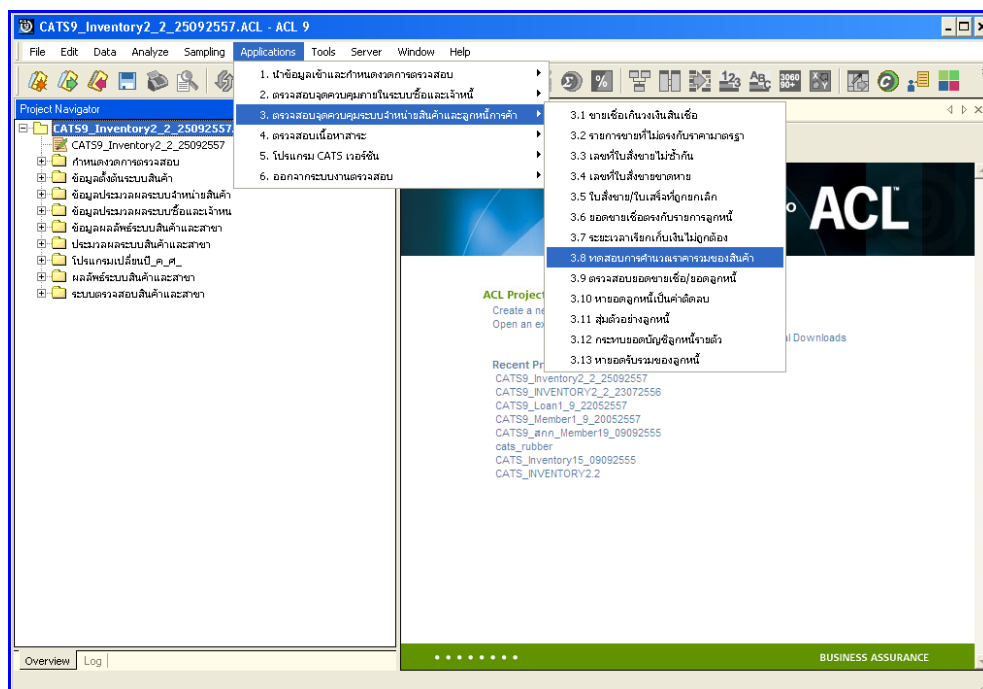 CATS9_Inventory2_2_25092557.ACL - ACL 9
File Edit Data Analyze Sampling Applications Tools Server Window Help
Project Navigator
CATS9_Inventory2_2_25092557.
CATS9_Inventory2_2_25092557
กำหนดงวดการตรวจสอบ
ข้อมูลตั้งต้นระบบสินค้า
ข้อมูลประมวลผลระบบจำหน่ายสินค้า
ข้อมูลประมวลผลระบบซื้อและเจ้าหน
ข้อมูลผลลัพธ์ระบบสินค้าและสาขา
ประมวลผลระบบสินค้าและสาขา
โปรแกรมเปลี่ยนปี_ค_ศ_
ผลลัพธ์ระบบสินค้าและสาขา
ระบบตรวจสอบสินค้าและสาขา
1. นำข้อมูลเข้าและกำหนดงวดการตรวจสอบ
2. ตรวจสอบจุดควบคุมภายในระบบซื้อและเจ้าหนี้
3. ตรวจสอบจุดควบคุมระบบจำหน่ายสินค้าและลูกหนี้การค้า
4. ตรวจสอบเนื้อหาสาระ
5. โปรแกรม CATS เวอร์ชัน
6. ออกจากระบบงานตรวจสอบ
3.1 ขายเชื่อเกินวงเงินสินเชื่อ
3.2 รายการขายที่ไม่ตรงกับราคามาตรฐา
3.3 เลขที่ใบสั่งขายไม่ซ้ำกัน
3.4 เลขที่ใบสั่งขายขาดหาย
3.5 ใบสั่งขาย/ใบเสร็จที่ถูกยกเลิก
3.6 ยอดขายเชื่อตรงกับรายการลูกหนี้
3.7 ระยะเวลาเรียกเก็บเงินไม่ถูกต้อง
3.8 ทดสอบการคำนวณราคารวมของสินค้า
3.9 ตรวจสอบยอดขายเชื่อ/ยอดลูกหนี้
3.10 หายอดลูกหนี้เป็นค่าติดลบ
3.11 สุ่มตัวอย่างลูกหนี้
3.12 กระทบยอดบัญชีลูกหนี้รายตัว
3.13 หายอดรับรวมของลูกหนี้
o ACL™
ACL Project
Create a ne
Open an ex
al Downloads
Recent Pr
CATS9_Inventory2_2_25092557
CATS9_INVENTORY2_2_23072556
CATS9_Loan1_9_22052557
CATS9_Member1_9_20052557
CATS9_สกก_Member19_09092555
cats_rubber
CATS_Inventory15_09092555
CATS_INVENTORY2.2
BUSINESS ASSURANCE
Overview Log